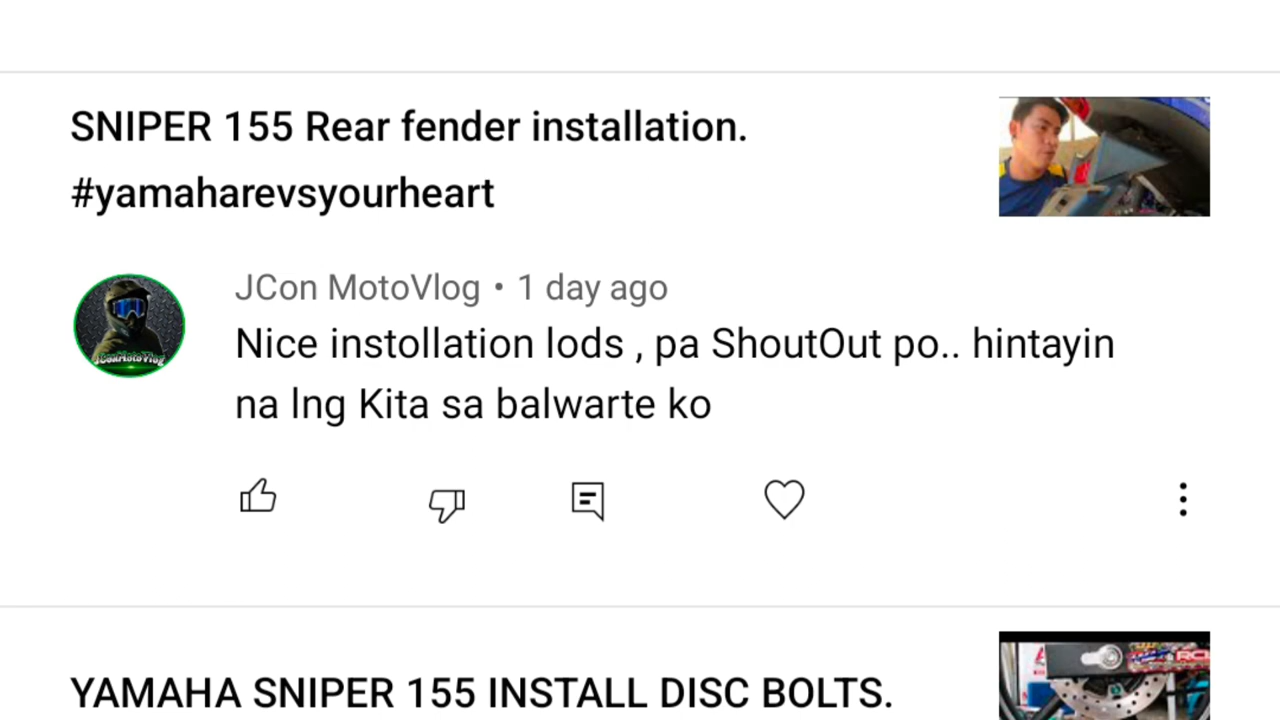 SNIPER 155 Rear fender installation.
#yamaharevsyourheart
JCon MotoVlog • 1 day ago
Nice instollation lods , pa ShoutOut po.. hintayin
na lng Kita sa balwarte ko
JConMotoVlog
YAMAHA SNIPER 155 INSTALL DISC BOLTS.